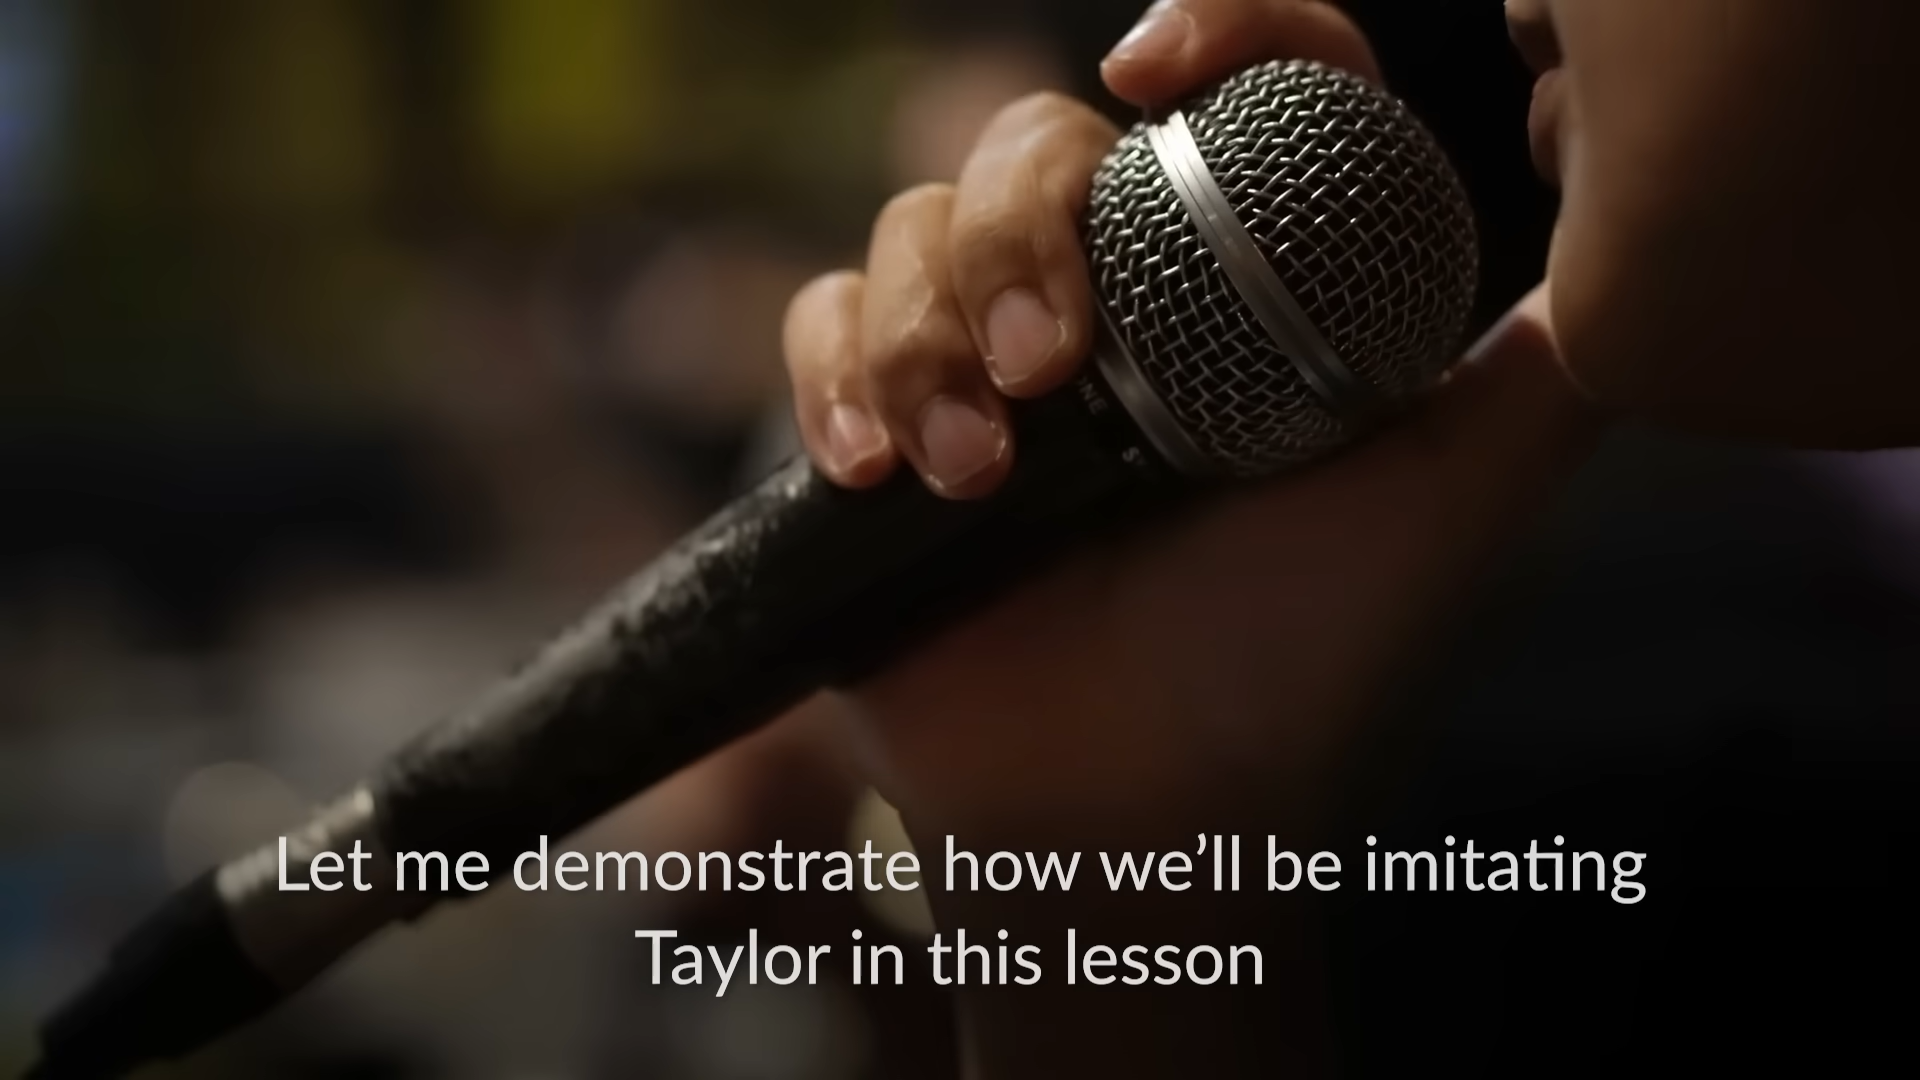 Let me demonstrate how we’ll be imitating
Taylor in this lesson